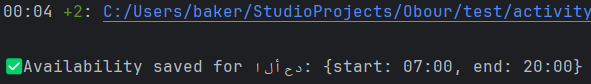 00:04 +2: C:/Users/baker/StudioProjects/Obour/test/activity
✅Availability saved for الأحد: {start: 07:00, end: 20:00}